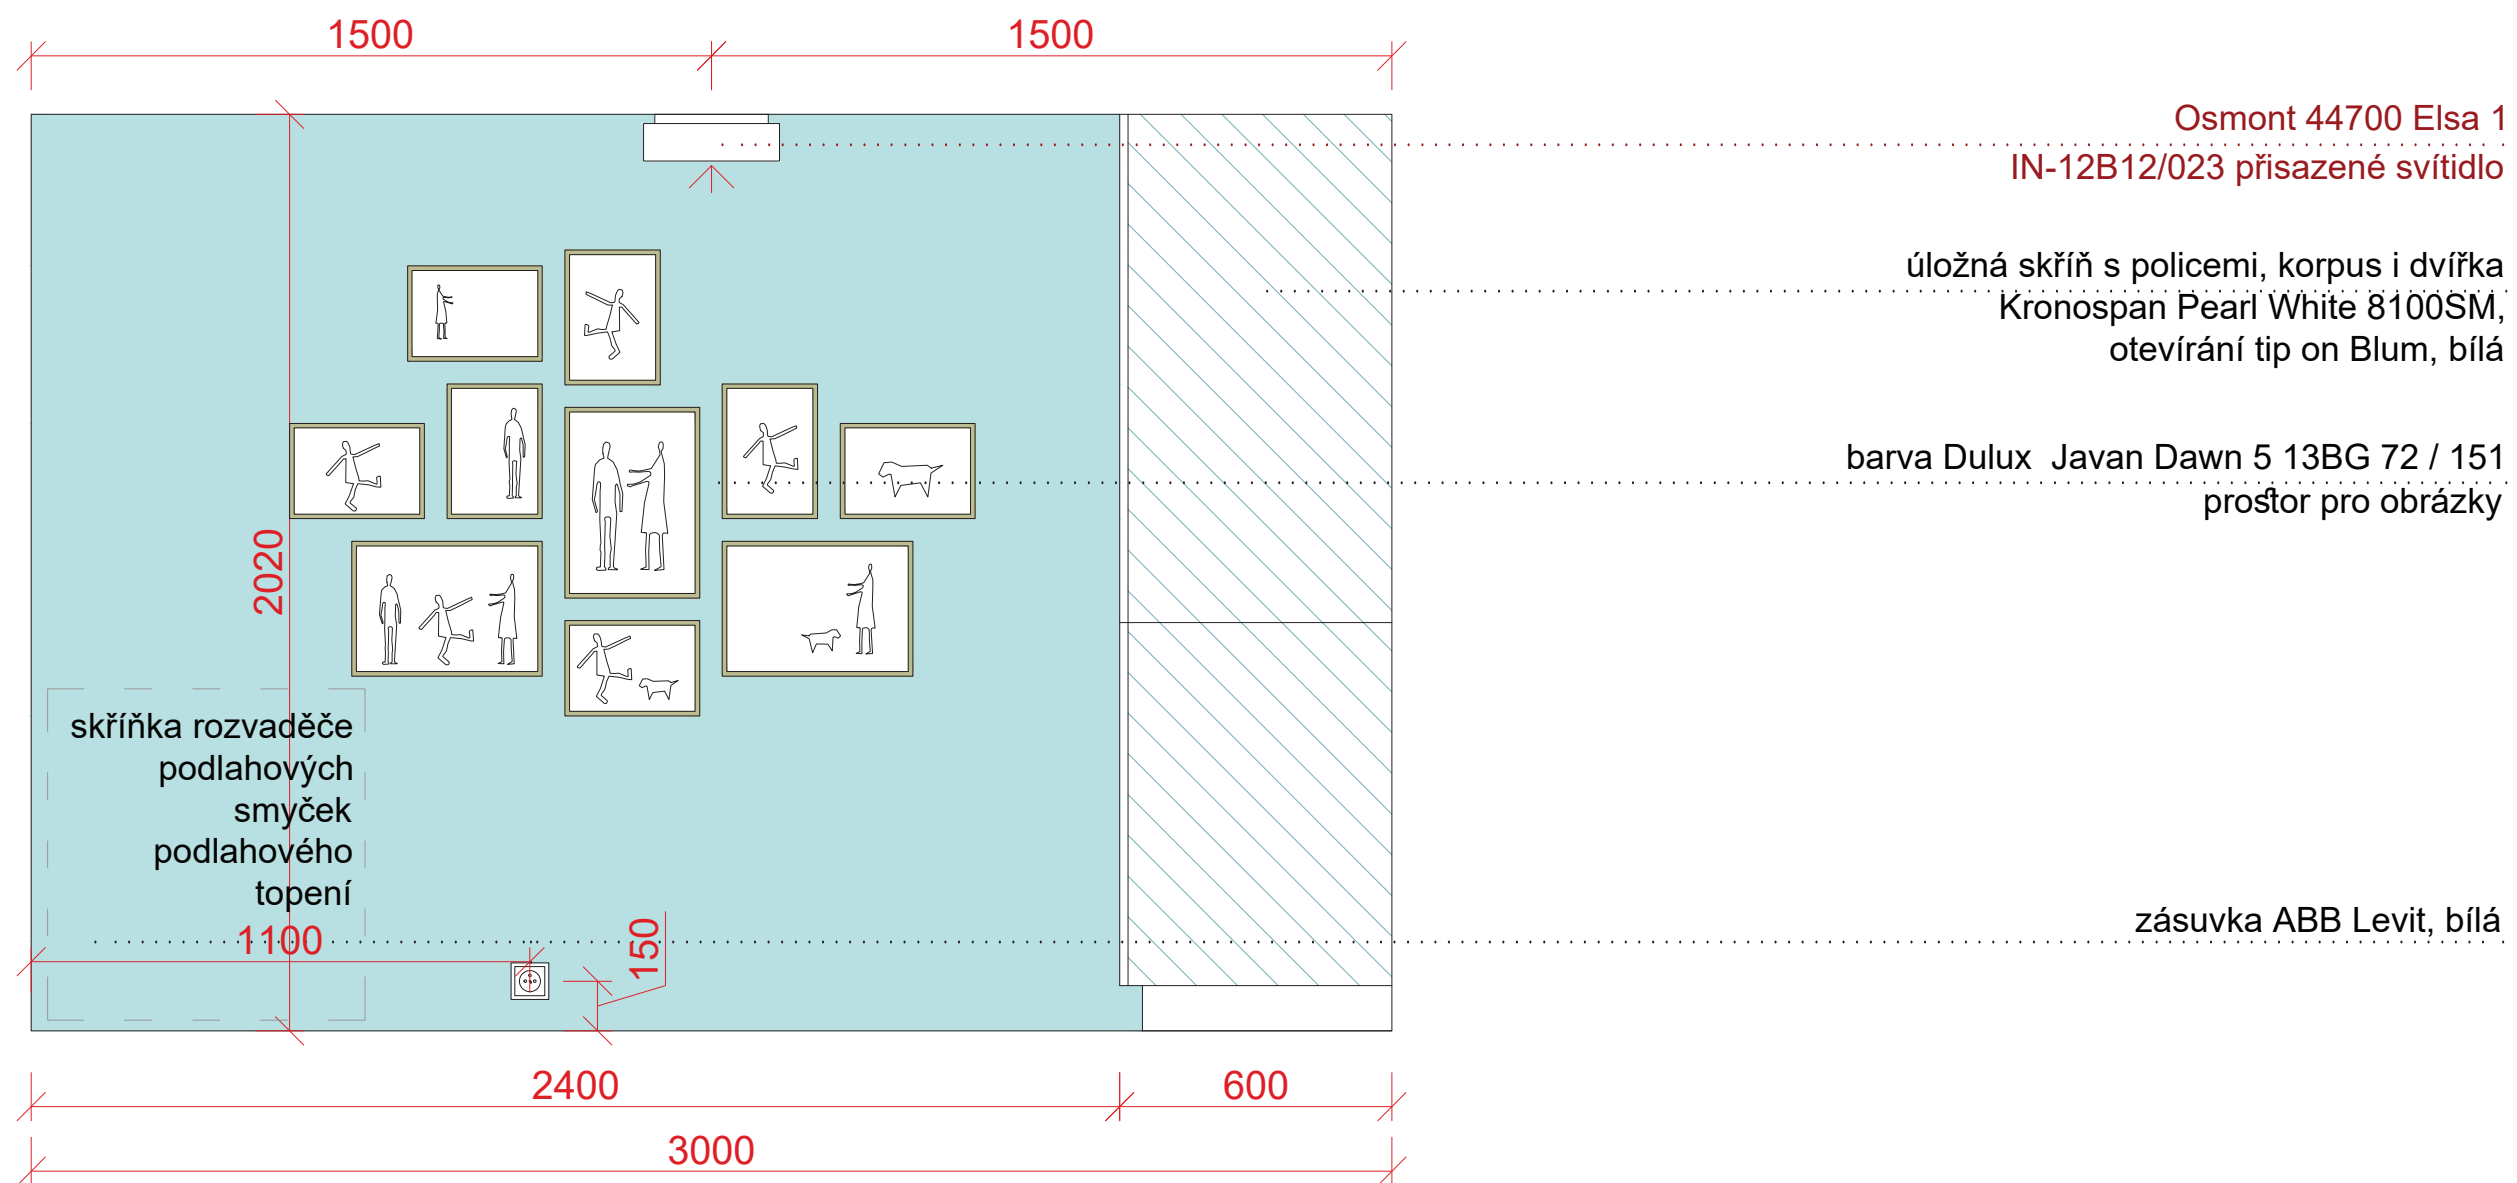 1500
1500
Osmont 44700 Elsa 1
IN-12B12/023 přisazené svítidlo
úložná skříň s policemi, korpus i dvířka
Kronospan Pearl White 8100SM,
otevírání tip on Blum, bílá
barva Dulux  Javan Dawn 5 13BG 72 / 151
prostor pro obrázky
2020
skříňka rozvaděče
podlahových
smyček
podlahového
topení
1100
150
zásuvka ABB Levit, bílá
2400
600
3000